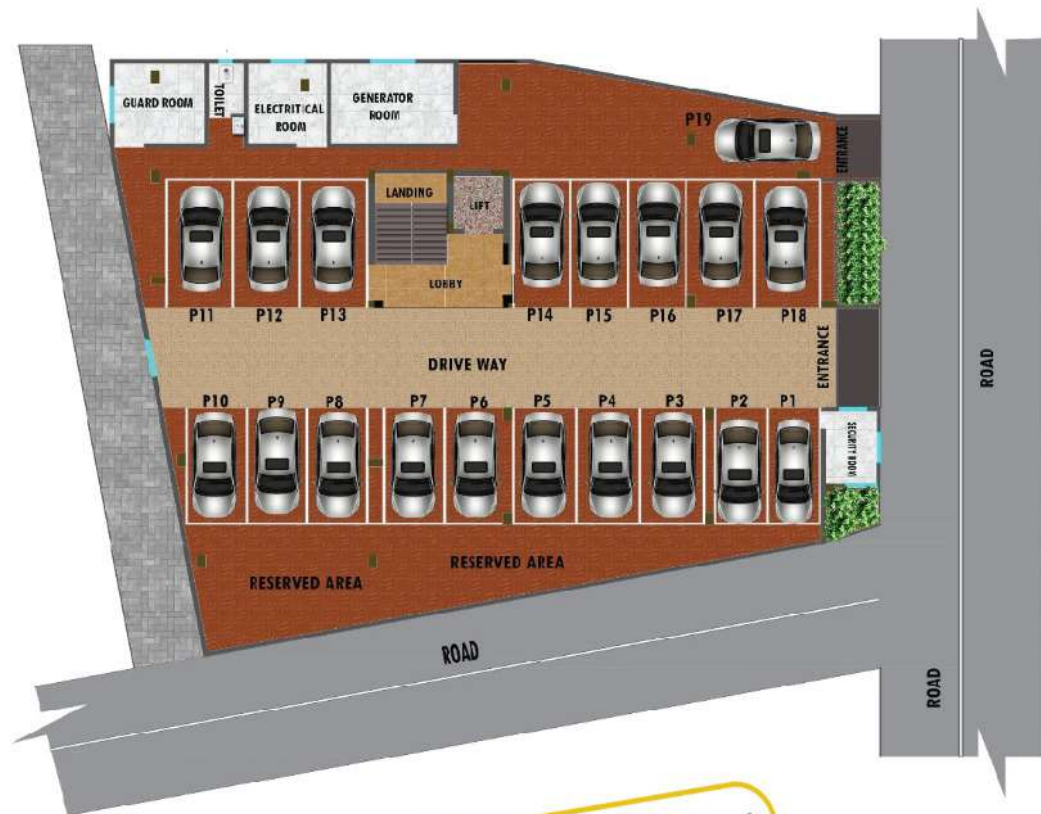 GUARD ROOM
TOILET
ELECTRITICAL
ROOM
GENERATOR
ROOM
P19
ENTRANCE
LANDING
LIFT
LOBBY
P11
P12
P13
P14
P15
P16
P17
P18
DRIVE WAY
ENTRANCE
ROAD
P10
P9
P8
P7
P6
P5
P4
P3
P2
P1
SECURITY ROOM
RESERVED AREA
RESERVED AREA
ROAD
ROAD